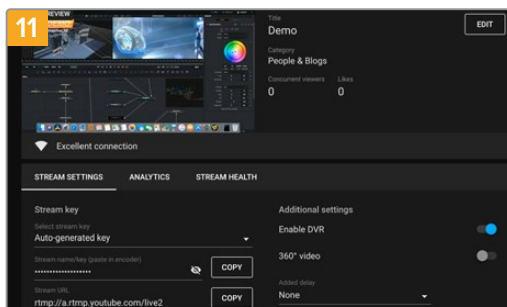 11
REVIEW
Title
Demo
EDIT
Category
People & Blogs
Concurrent viewers Likes
0 0
Excellent connection
STREAM SETTINGS ANALYTICS STREAM HEALTH
Stream key
Additional settings
Select stream key
Auto-generated key
Enable DVR
Stream name/key (paste in encoder)
••••••••••••••••••• COPY
360° video
Stream URL
rtmp://a.rtmp.youtube.com/live2 COPY
Added delay
None